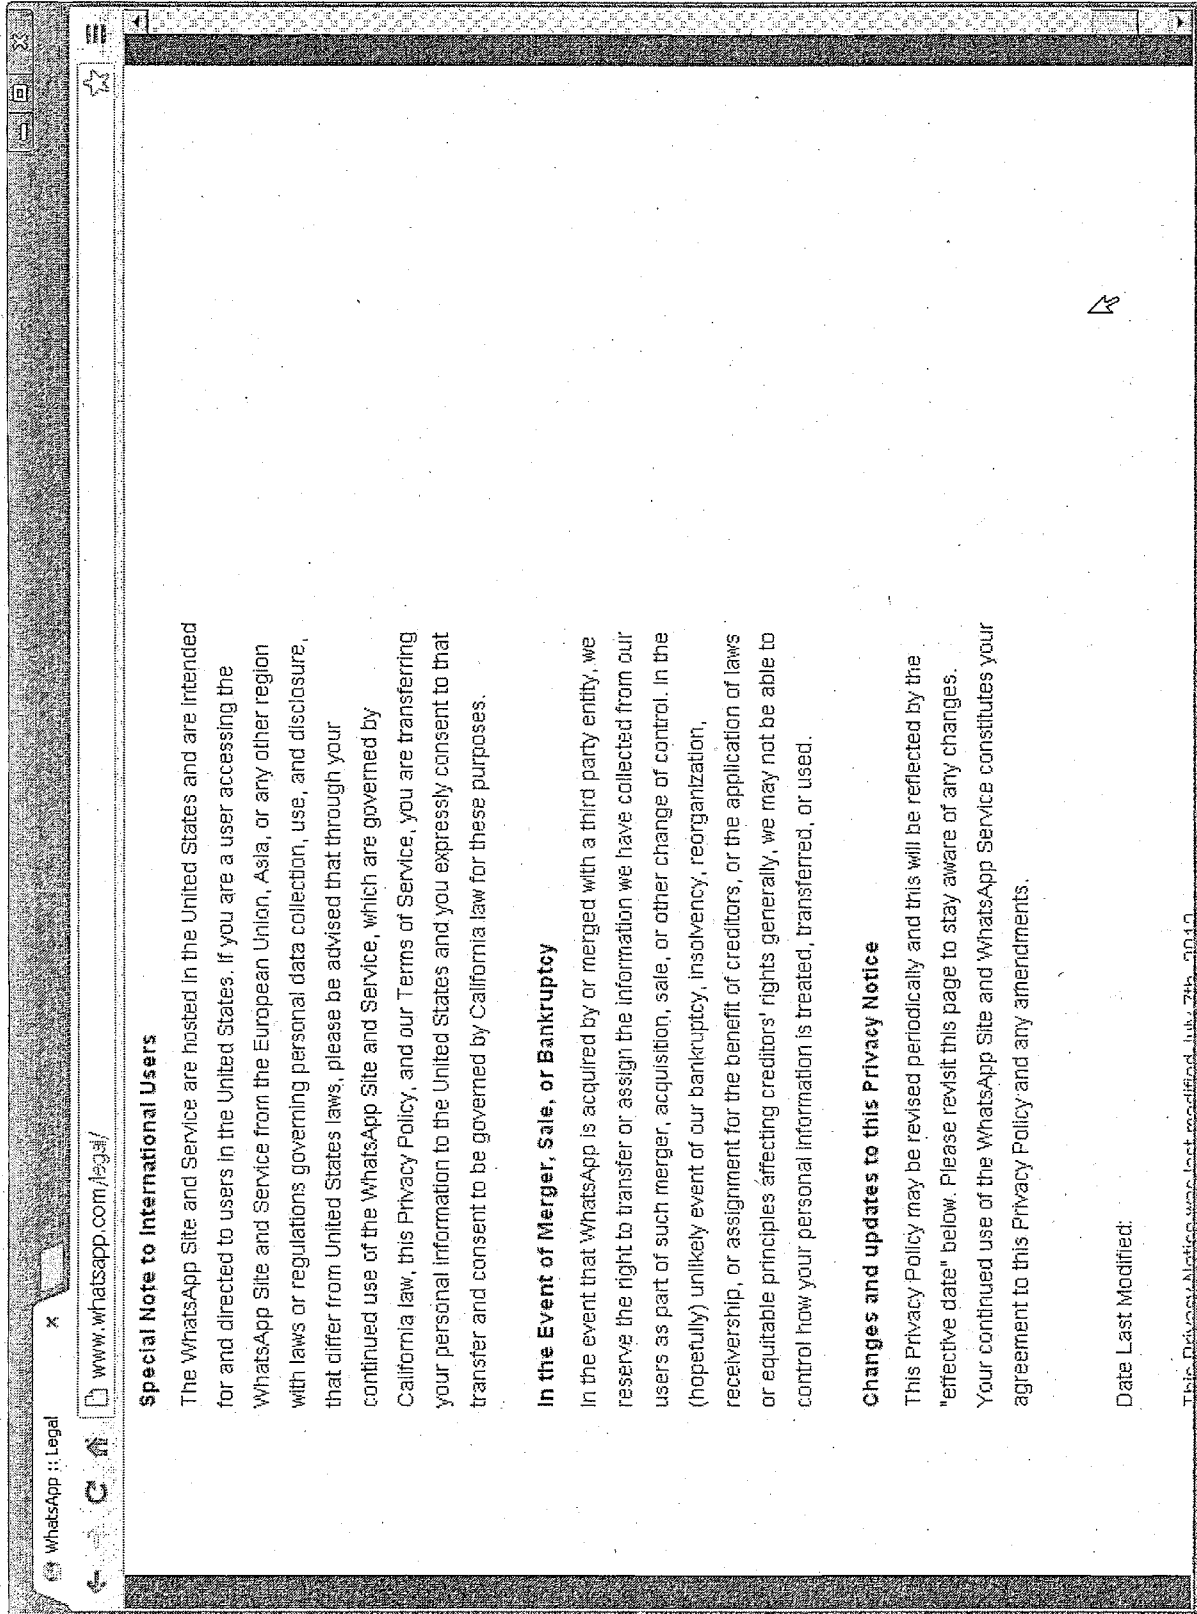 WhatsApp :: Legal
www.whatsapp.com/legal/
Special Note to International Users
The WhatsApp Site and Service are hosted in the United States and are intended
for and directed to users in the United States. If you are a user accessing the
WhatsApp Site and Service from the European Union, Asia, or any other region
with laws or regulations governing personal data collection, use, and disclosure,
that differ from United States laws, please be advised that through your
continued use of the WhatsApp Site and Service, which are governed by
California law, this Privacy Policy, and our Terms of Service, you are transferring
your personal information to the United States and you expressly consent to that
transfer and consent to be governed by California law for these purposes.
In the Event of Merger, Sale, or Bankruptcy
In the event that WhatsApp is acquired by or merged with a third party entity, we
reserve the right to transfer or assign the information we have collected from our
users as part of such merger, acquisition, sale, or other change of control. In the
(hopefully) unlikely event of our bankruptcy, insolvency, reorganization,
receivership, or assignment for the benefit of creditors, or the application of laws
or equitable principles affecting creditors' rights generally, we may not be able to
control how your personal information is treated, transferred, or used.
Changes and updates to this Privacy Notice
This Privacy Policy may be revised periodically and this will be reflected by the
"effective date" below. Please revisit this page to stay aware of any changes.
Your continued use of the WhatsApp Site and WhatsApp Service constitutes your
agreement to this Privacy Policy and any amendments.
Date Last Modified:
This Privacy Notice was last modified July 7th,